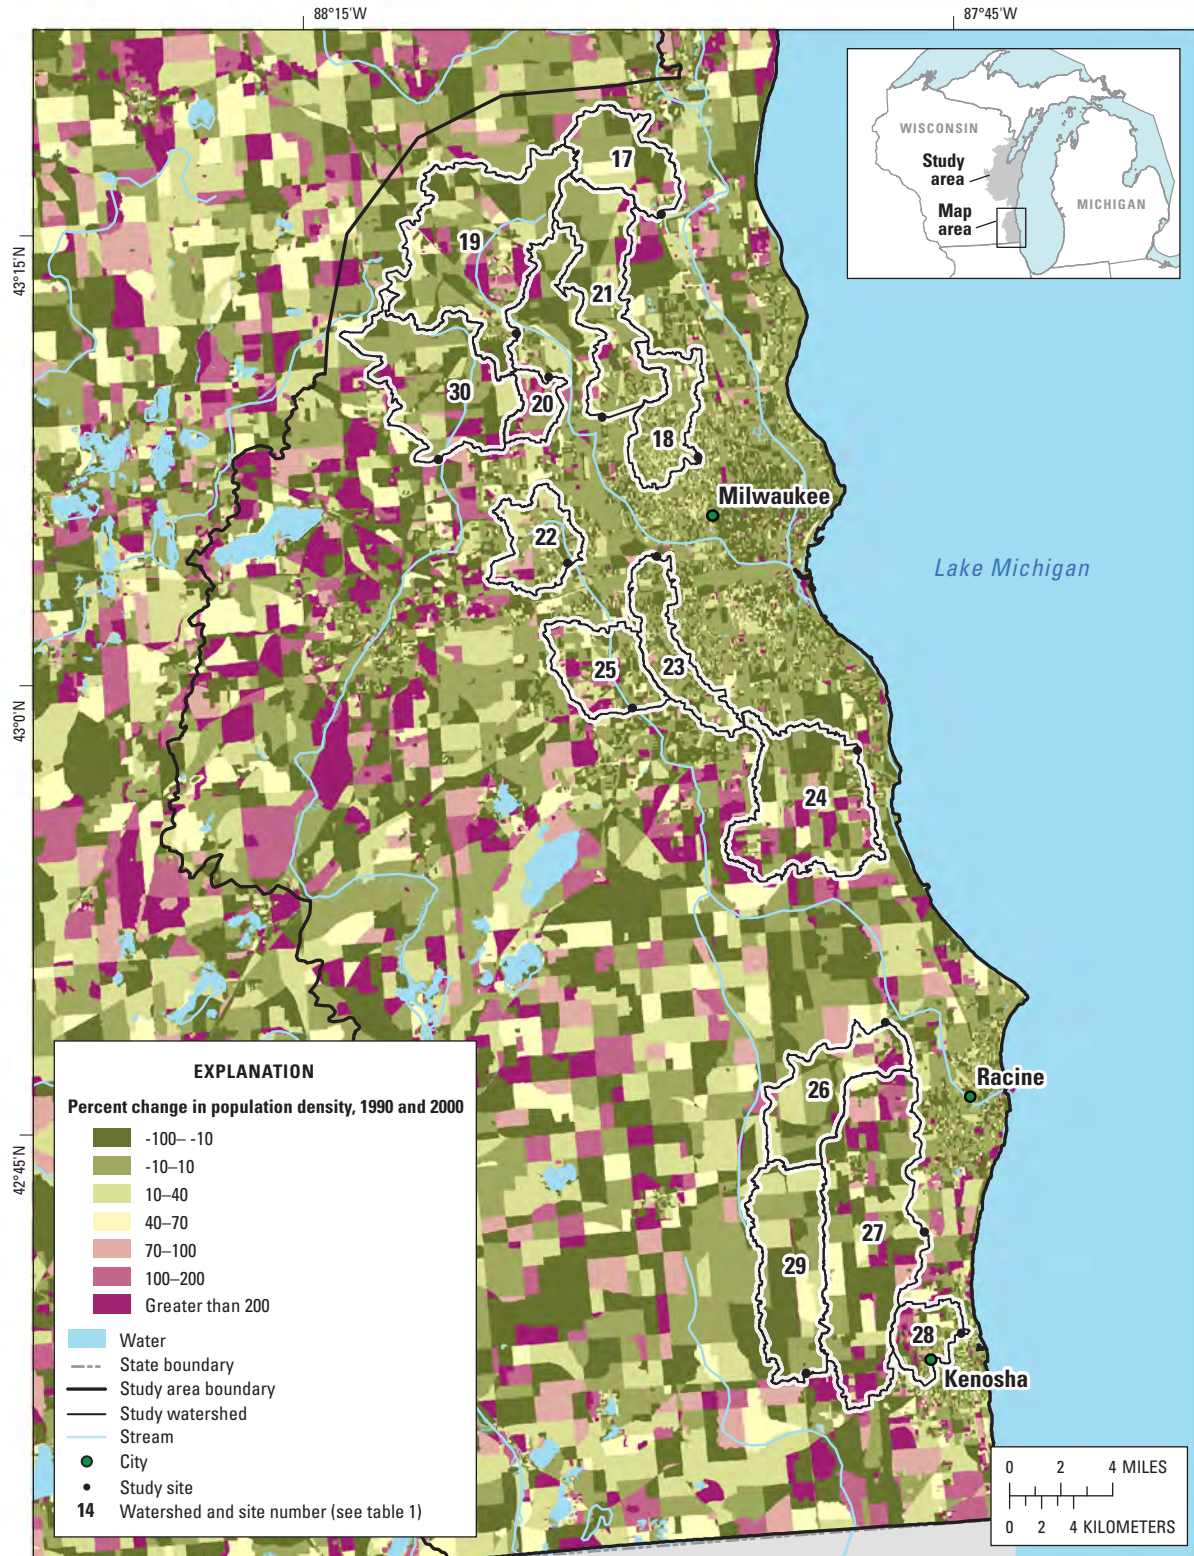 88°15'W
87°45'W
43°15'N
43°0'N
42°45'N
WISCONSIN
Study
area
Map
area
MICHIGAN
17
19
21
30
20
18
Milwaukee
22
Lake Michigan
25
23
24
26
Racine
27
29
28
Kenosha
EXPLANATION
Percent change in population density, 1990 and 2000
-100– -10
-10–10
10–40
40–70
70–100
100–200
Greater than 200
Water
State boundary
Study area boundary
Study watershed
Stream
City
Study site
14 Watershed and site number (see table 1)
0 2 4 MILES
0 2 4 KILOMETERS